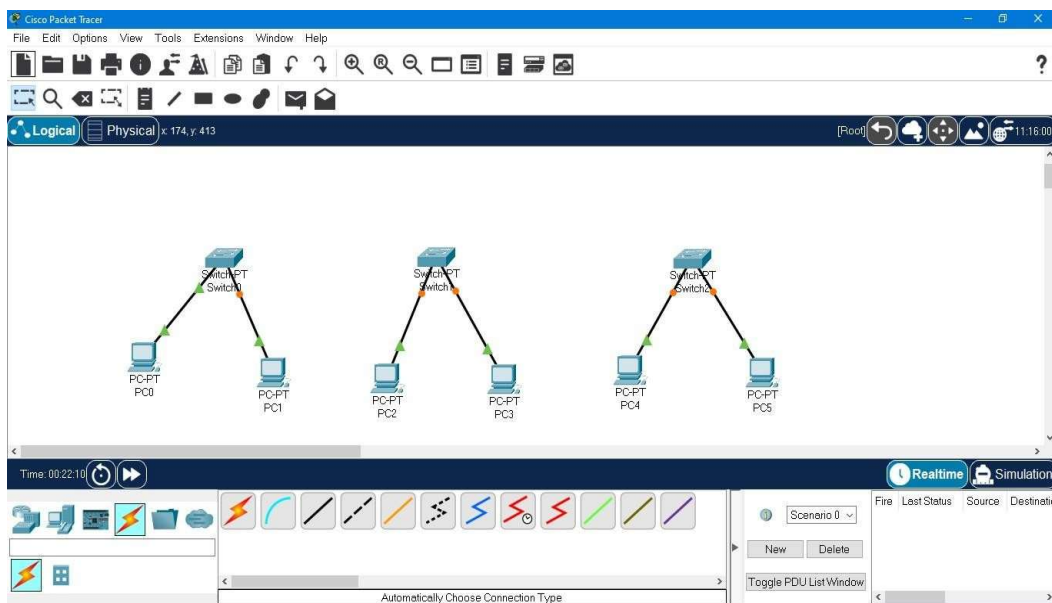 Cisco Packet Tracer
File Edit Options View Tools Extensions Window Help
?
Logical Physical x: 174, y: 413 [Root] 11:16:00
Switch-PT
Switch0
Switch-PT
Switch1
Switch-PT
Switch2
PC-PT
PC0
PC-PT
PC1
PC-PT
PC2
PC-PT
PC3
PC-PT
PC4
PC-PT
PC5
Time: 00:22:10 Realtime Simulation
Scenario 0
New Delete
Toggle PDU List Window
Fire Last Status Source Destinati
Automatically Choose Connection Type